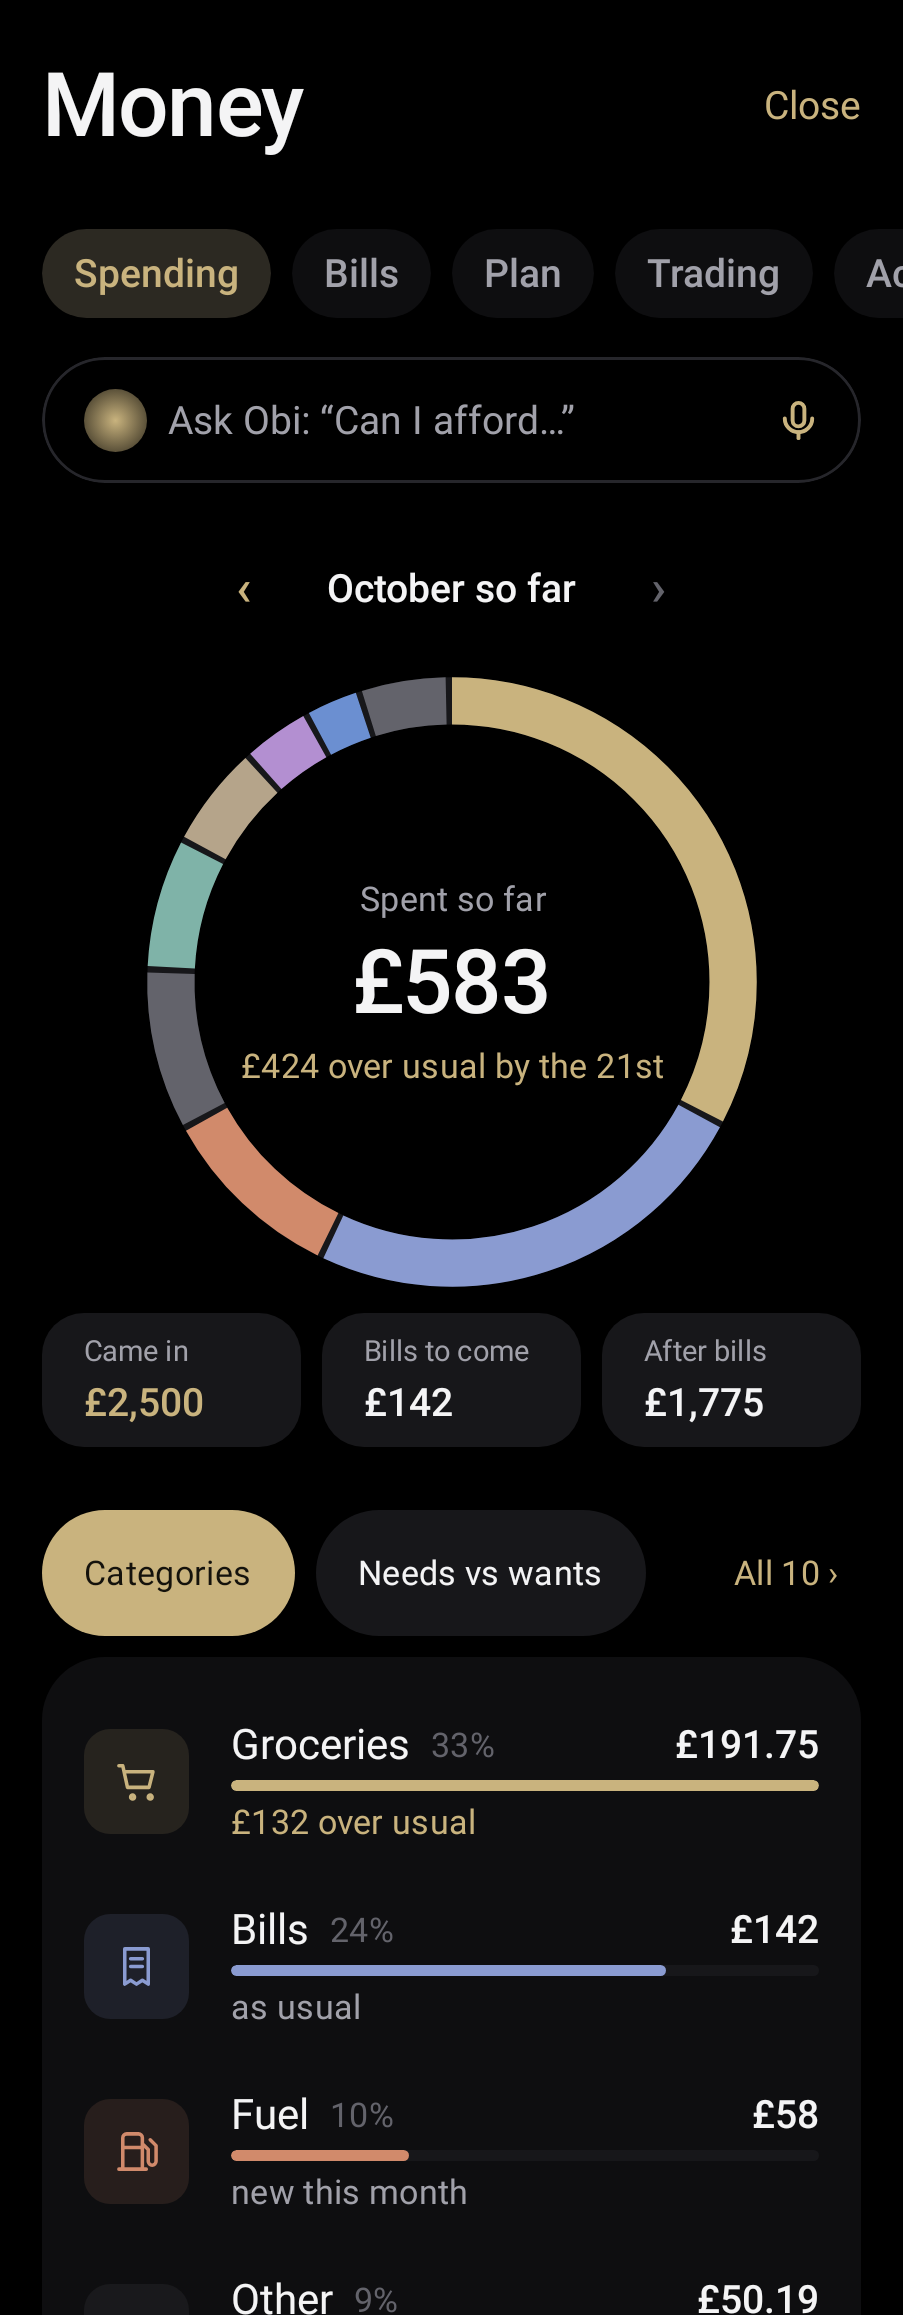 Money
Close
Spending
Bills
Plan
Trading
Ask Obi: “Can I afford…”
‹ October so far ›
Spent so far
£583
£424 over usual by the 21st
Came in
£2,500
Bills to come
£142
After bills
£1,775
Categories
Needs vs wants
All 10 ›
Groceries 33% £191.75
£132 over usual
Bills 24% £142
as usual
Fuel 10% £58
new this month
Other 9% £50.19